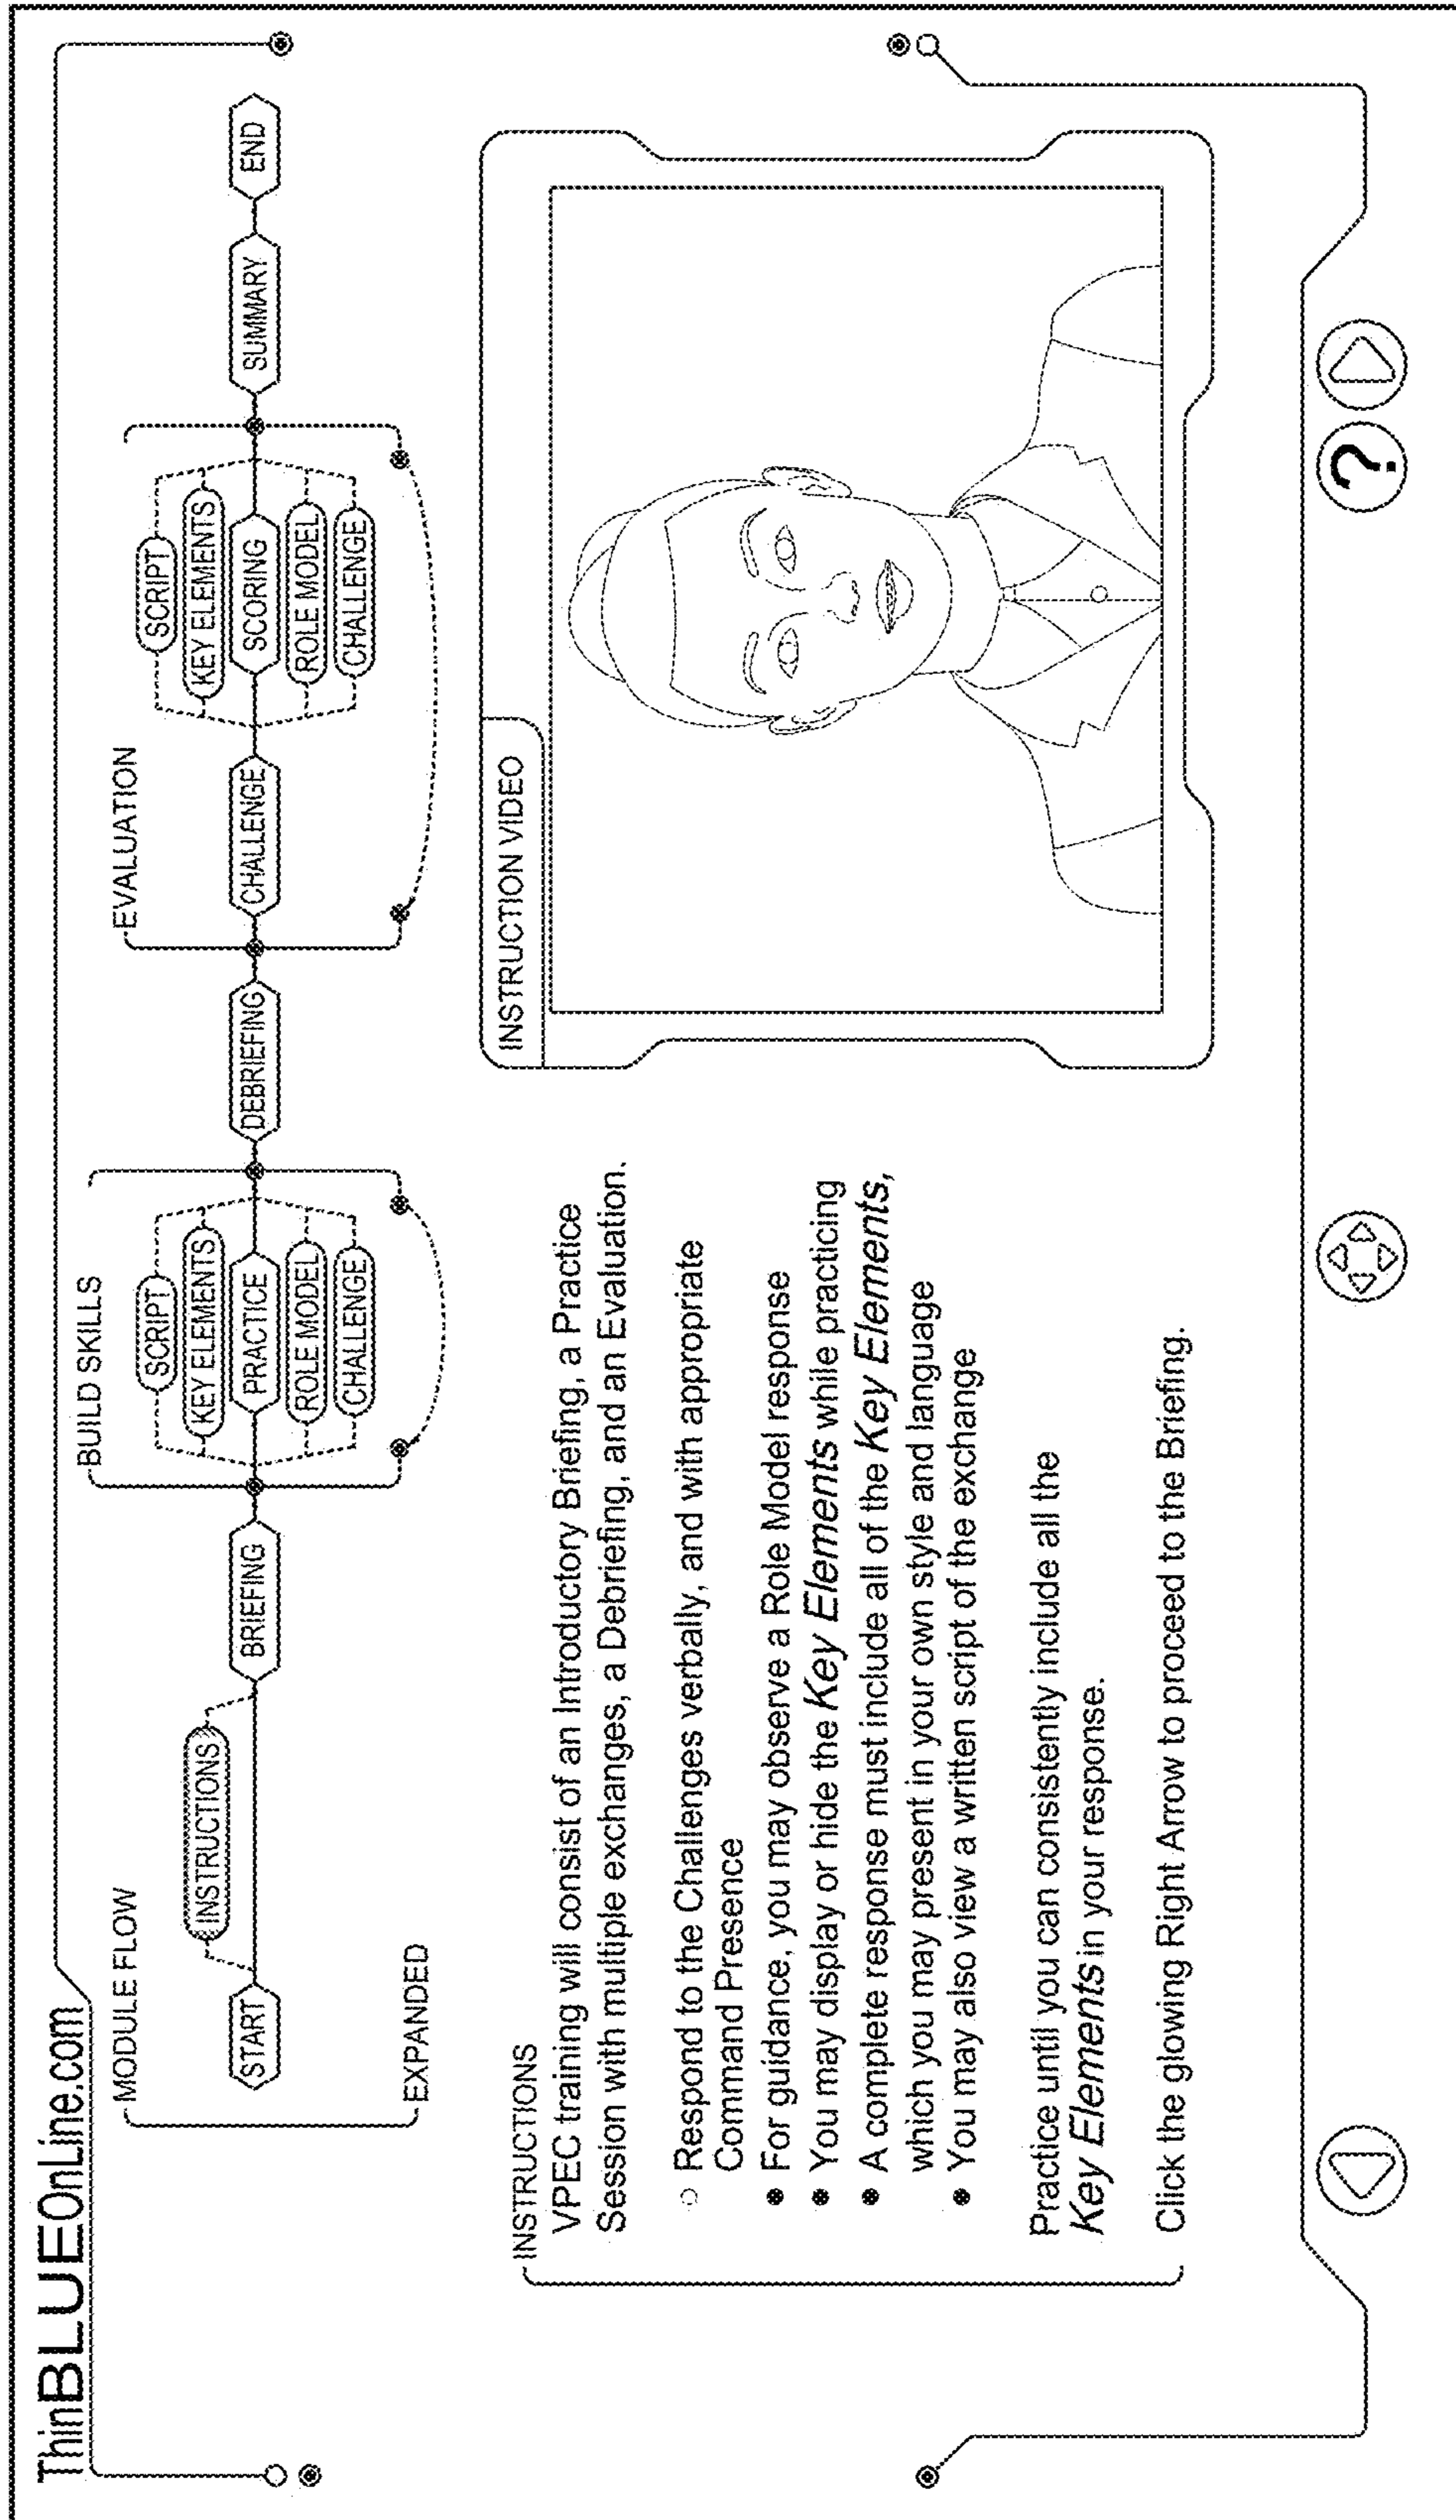 ThinBLUEOnLine.com
MODULE FLOW
START
INSTRUCTIONS
BRIEFING
BUILD SKILLS
SCRIPT
KEY ELEMENTS
PRACTICE
ROLE MODEL
CHALLENGE
DEBRIEFING
EVALUATION
CHALLENGE
SCRIPT
KEY ELEMENTS
SCORING
ROLE MODEL
CHALLENGE
SUMMARY
END
EXPANDED
INSTRUCTIONS
VPEC training will consist of an Introductory Briefing, a Practice
Session with multiple exchanges, a Debriefing, and an Evaluation.
○ Respond to the Challenges verbally, and with appropriate
Command Presence
● For guidance, you may observe a Role Model response
● You may display or hide the Key Elements while practicing
● A complete response must include all of the Key Elements,
which you may present in your own style and language
● You may also view a written script of the exchange
Practice until you can consistently include all the
Key Elements in your response.
Click the glowing Right Arrow to proceed to the Briefing.
INSTRUCTION VIDEO
?